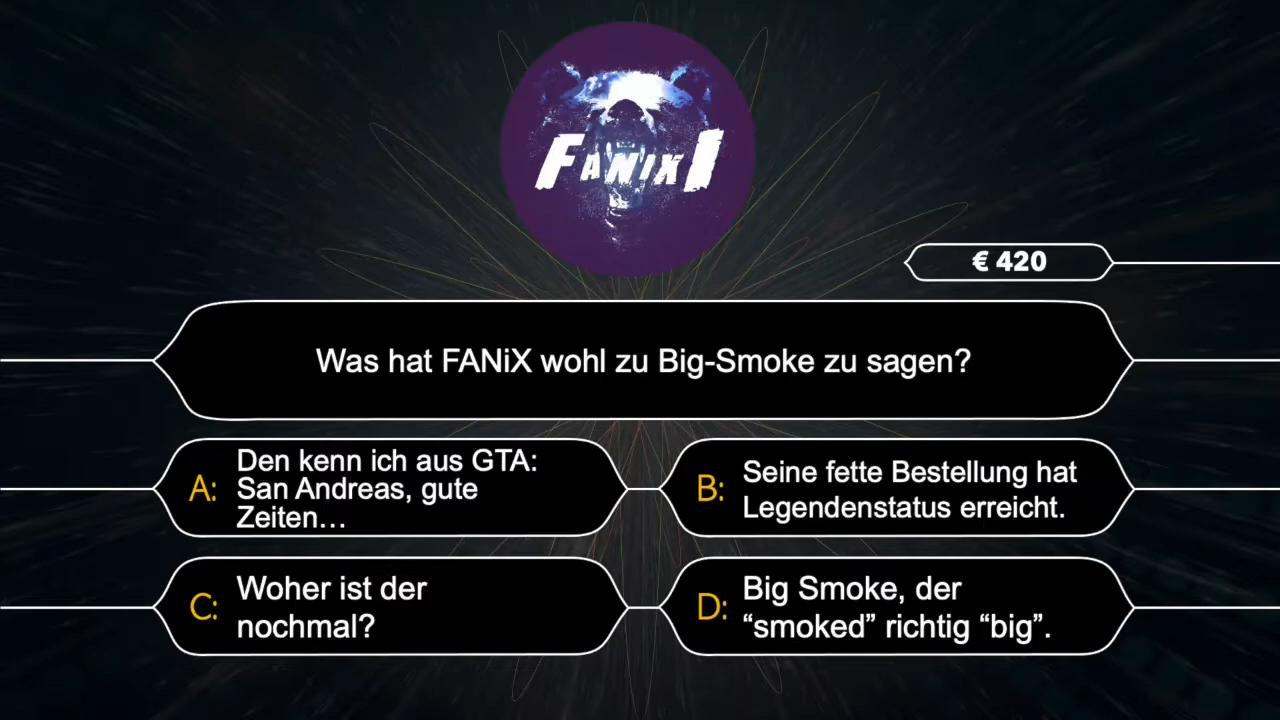 FANiX
€ 420
Was hat FANiX wohl zu Big-Smoke zu sagen?
A: Den kenn ich aus GTA:
San Andreas, gute
Zeiten…
B: Seine fette Bestellung hat
Legendenstatus erreicht.
C: Woher ist der
nochmal?
D: Big Smoke, der
“smoked” richtig “big”.